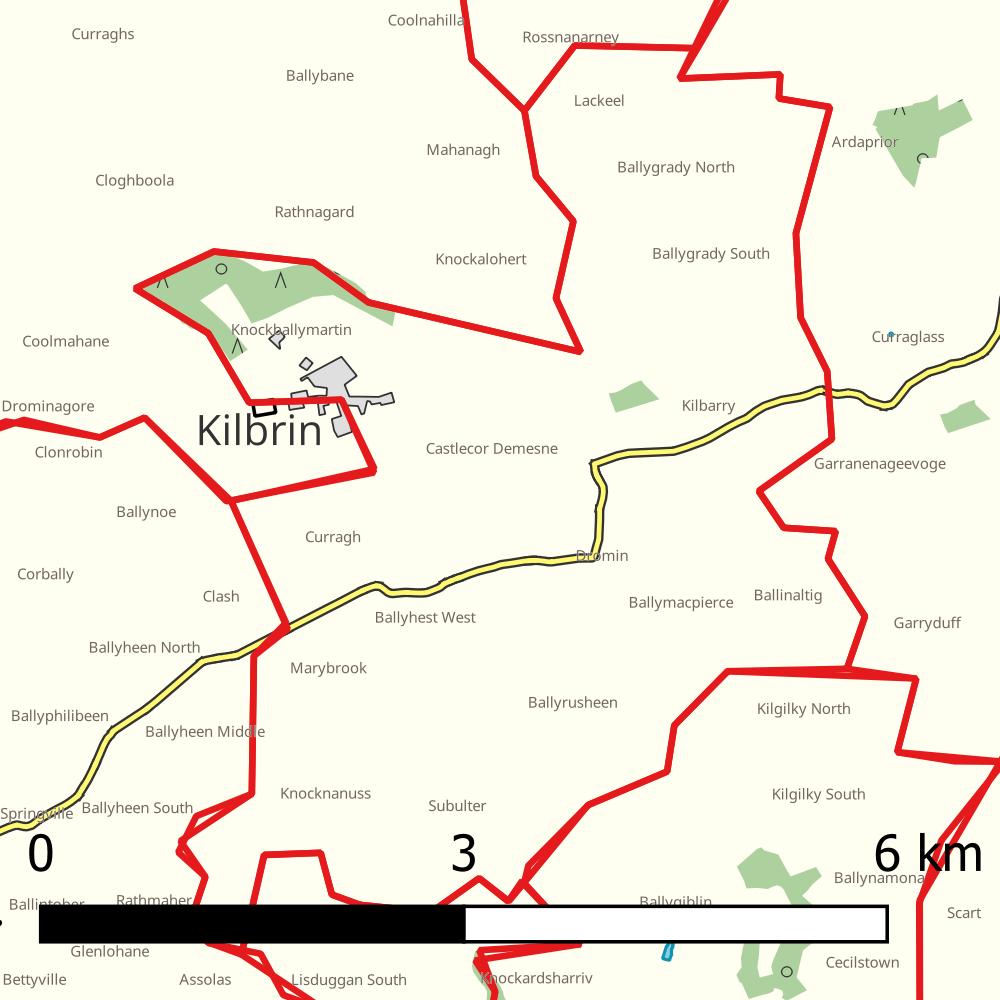 Coolnahilla
Curraghs
Rossnanarney
Ballybane
Lackeel
Ardaprior
Mahanagh
Ballygrady North
Cloghboola
Rathnagard
Ballygrady South
Knockalohert
Knockballymartin
Curraglass
Coolmahane
Drominagore
Kilbarry
Kilbrin
Castlecor Demesne
Clonrobin
Garranenageevoge
Ballynoe
Curragh
Dromin
Corbally
Clash
Ballinaltig
Ballymacpierce
Ballyhest West
Garryduff
Ballyheen North
Marybrook
Ballyrusheen
Kilgilky North
Ballyphilibeen
Ballyheen Middle
Knocknanuss
Kilgilky South
Subulter
Ballyheen South
Springville
0 3 6 km
Ballynamona
Rathmaher
Ballygiblin
Ballintober
Scart
Glenlohane
Cecilstown
Bettyville
Assolas
Lisduggan South
Knockardsharriv